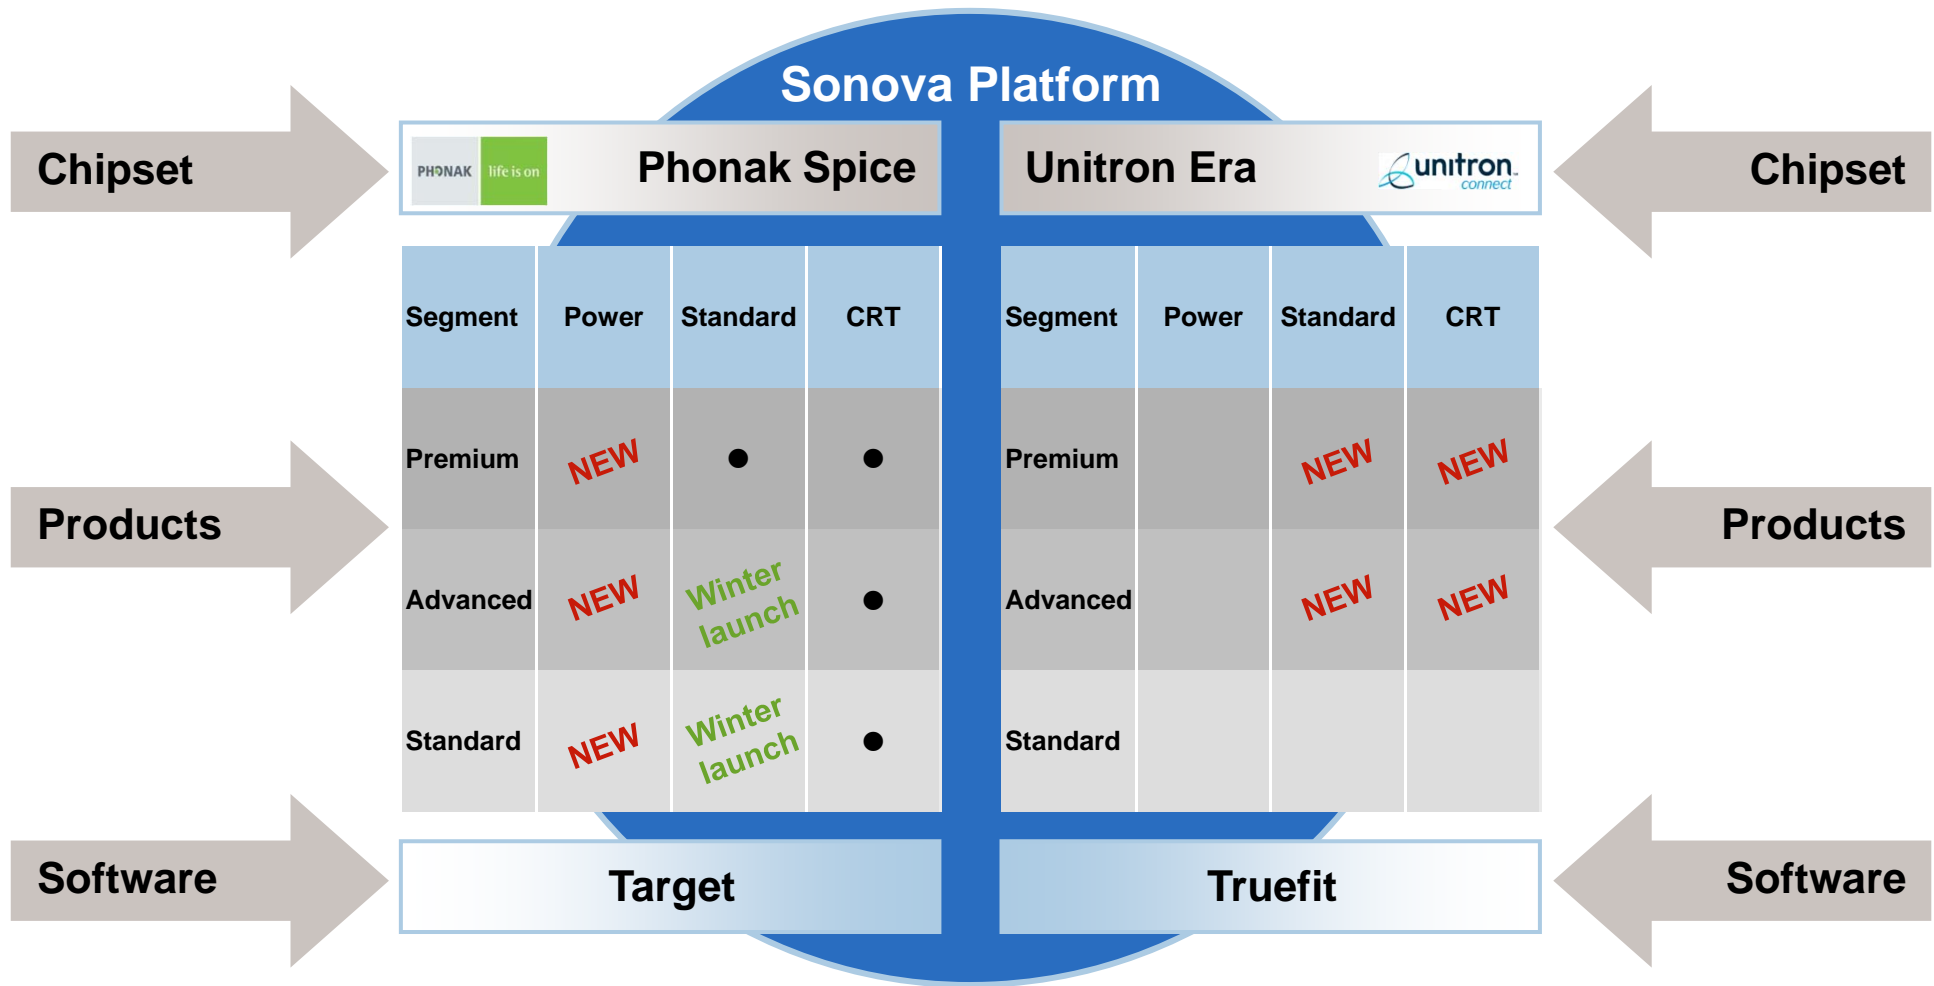 Sonova Platform
Chipset
PHONAK life is on
Phonak Spice
Unitron Era
unitron™
connect
Chipset
Segment Power Standard CRT
Segment Power Standard CRT
Premium NEW ● ●
Premium NEW NEW
Products
Products
Advanced NEW Winter
launch ●
Advanced NEW NEW
Standard NEW Winter
launch ●
Standard
Software
Target
Truefit
Software